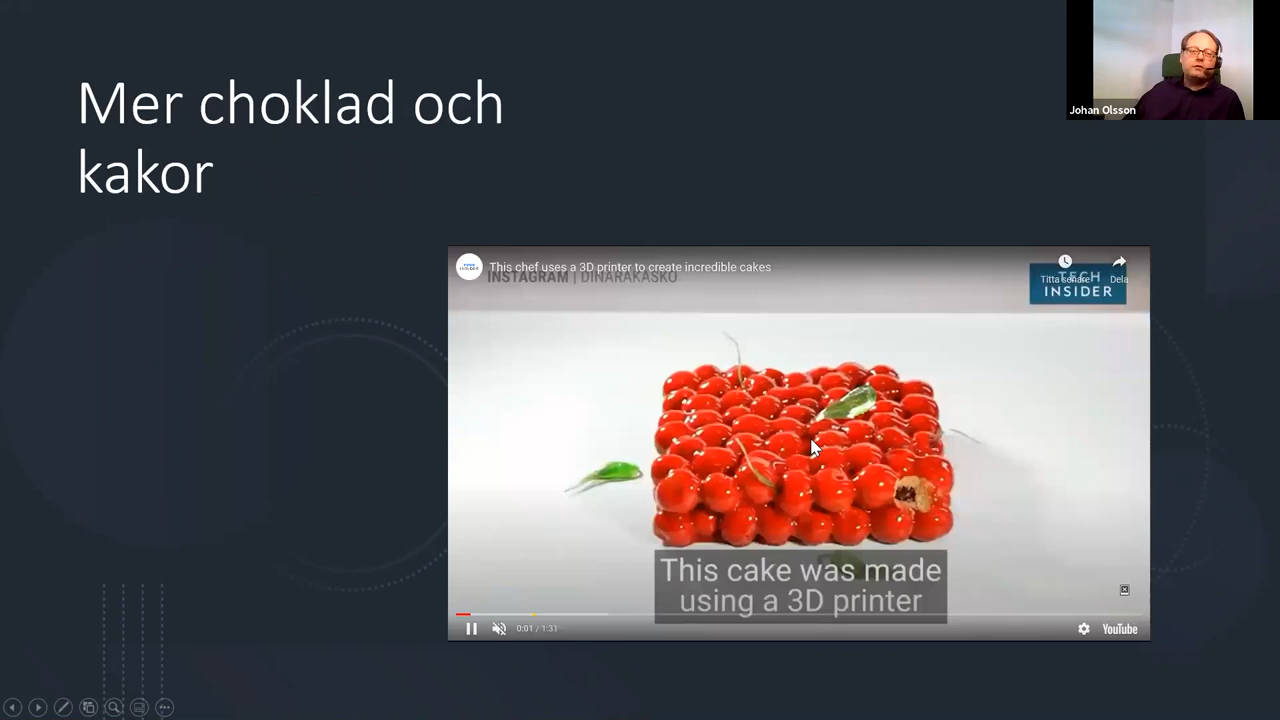 Mer choklad och
kakor
Johan Olsson
This chef uses a 3D printer to create incredible cakes
INSTAGRAM | DINARAKASKO
Titta senare
Dela
TECH
INSIDER
This cake was made
using a 3D printer
0:01 / 1:31
YouTube